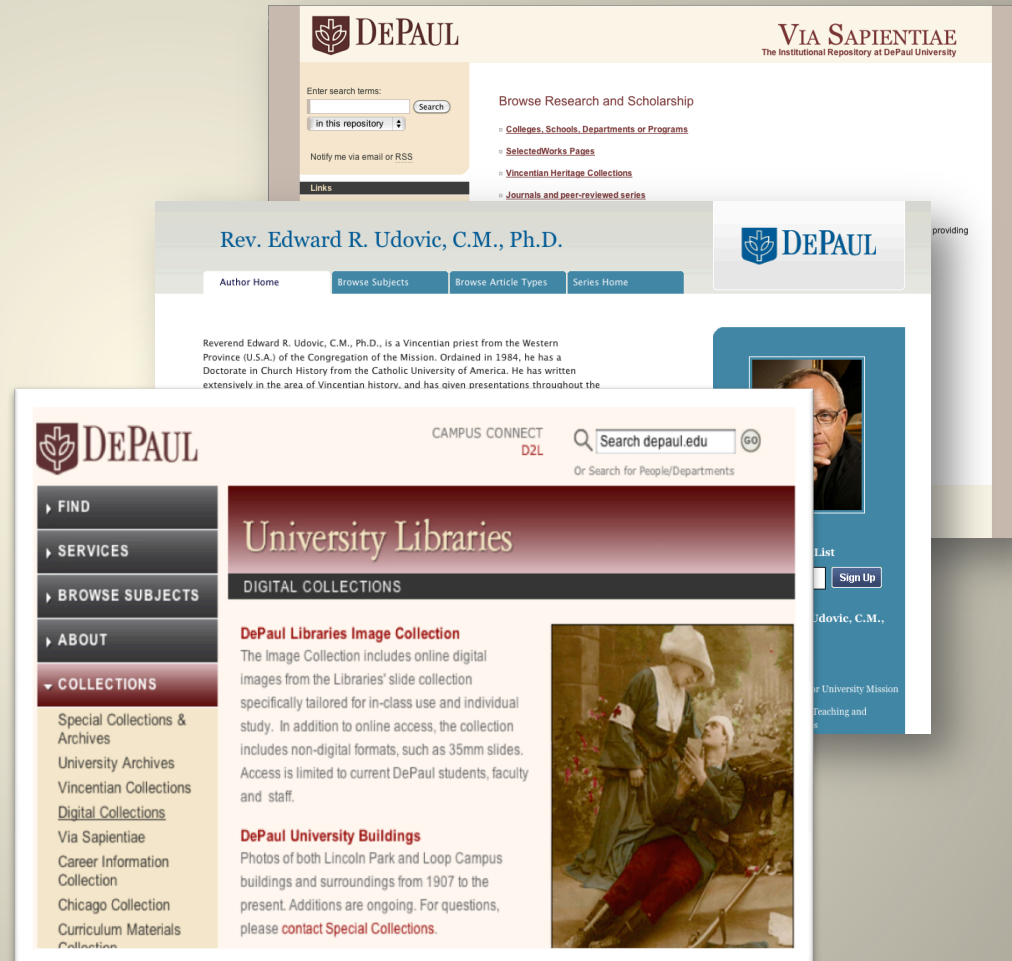 DEPAUL
VIA SAPIENTIAE
The Institutional Repository at DePaul University
Enter search terms:
Search
in this repository
Notify me via email or RSS
Links
Browse Research and Scholarship
Colleges, Schools, Departments or Programs
SelectedWorks Pages
Vincentian Heritage Collections
Journals and peer-reviewed series
providing
Rev. Edward R. Udovic, C.M., Ph.D.
DEPAUL
Author Home
Browse Subjects
Browse Article Types
Series Home
Reverend Edward R. Udovic, C.M., Ph.D., is a Vincentian priest from the Western
Province (U.S.A.) of the Congregation of the Mission. Ordained in 1984, he has a
Doctorate in Church History from the Catholic University of America. He has written
extensively in the area of Vincentian history, and has given presentations throughout the
List
Sign Up
Udovic, C.M.,
or University Mission
Teaching and
DEPAUL
CAMPUS CONNECT
D2L
Search depaul.edu
GO
Or Search for People/Departments
FIND
SERVICES
BROWSE SUBJECTS
ABOUT
COLLECTIONS
Special Collections &
Archives
University Archives
Vincentian Collections
Digital Collections
Via Sapientiae
Career Information
Collection
Chicago Collection
Curriculum Materials
Collection
University Libraries
DIGITAL COLLECTIONS
DePaul Libraries Image Collection
The Image Collection includes online digital
images from the Libraries' slide collection
specifically tailored for in-class use and individual
study. In addition to online access, the collection
includes non-digital formats, such as 35mm slides.
Access is limited to current DePaul students, faculty
and staff.
DePaul University Buildings
Photos of both Lincoln Park and Loop Campus
buildings and surroundings from 1907 to the
present. Additions are ongoing. For questions,
please contact Special Collections.